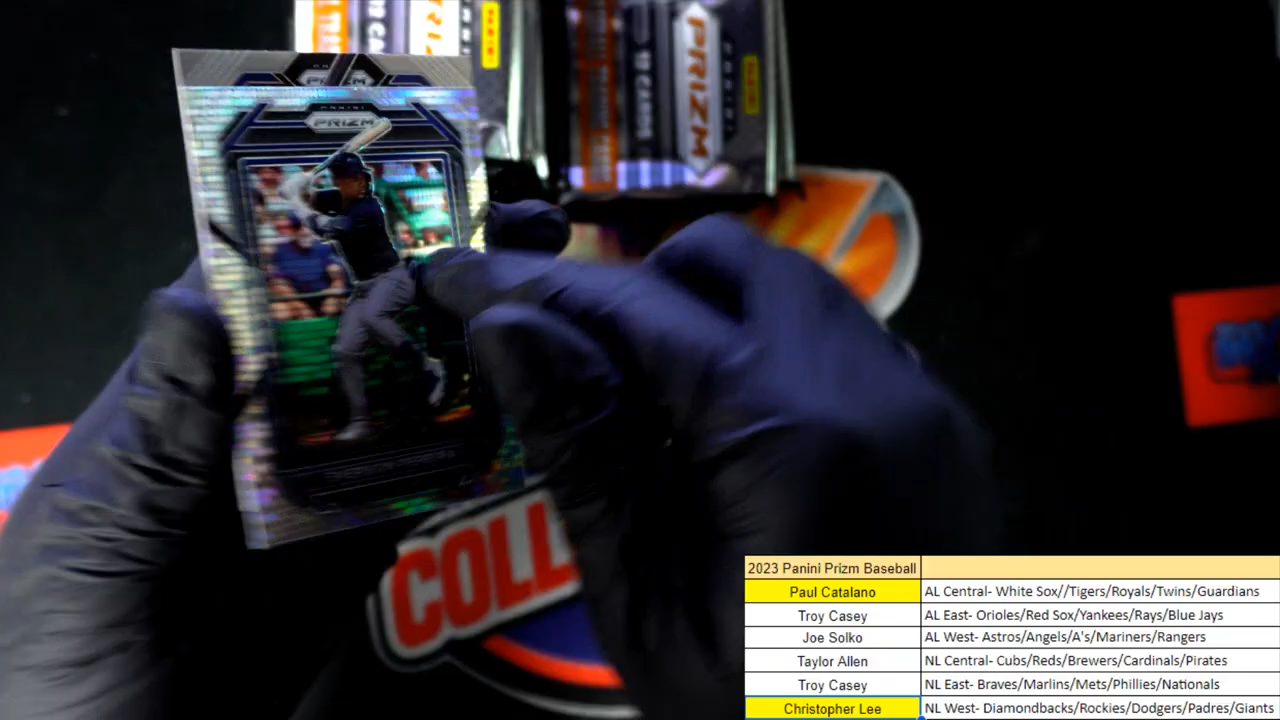 PRIZM
PANINI
PRIZM
PRIZM
12 CARDS
COLL
2023 Panini Prizm Baseball
Paul Catalano AL Central- White Sox//Tigers/Royals/Twins/Guardians
Troy Casey AL East- Orioles/Red Sox/Yankees/Rays/Blue Jays
Joe Solko AL West- Astros/Angels/A's/Mariners/Rangers
Taylor Allen NL Central- Cubs/Reds/Brewers/Cardinals/Pirates
Troy Casey NL East- Braves/Marlins/Mets/Phillies/Nationals
Christopher Lee NL West- Diamondbacks/Rockies/Dodgers/Padres/Giants